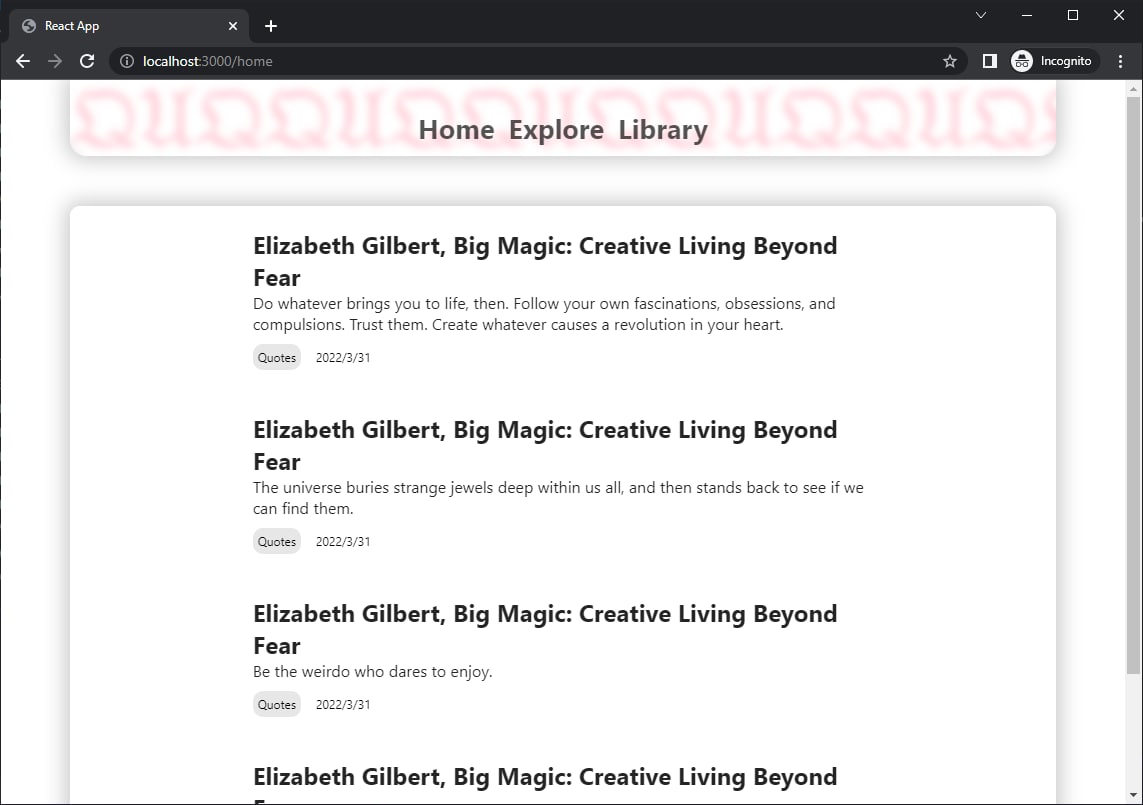 React App
localhost:3000/home
Incognito
QUQUQUQUQUQUQUQUQ
Home Explore Library
Elizabeth Gilbert, Big Magic: Creative Living Beyond
Fear
Do whatever brings you to life, then. Follow your own fascinations, obsessions, and
compulsions. Trust them. Create whatever causes a revolution in your heart.
Quotes 2022/3/31
Elizabeth Gilbert, Big Magic: Creative Living Beyond
Fear
The universe buries strange jewels deep within us all, and then stands back to see if we
can find them.
Quotes 2022/3/31
Elizabeth Gilbert, Big Magic: Creative Living Beyond
Fear
Be the weirdo who dares to enjoy.
Quotes 2022/3/31
Elizabeth Gilbert, Big Magic: Creative Living Beyond